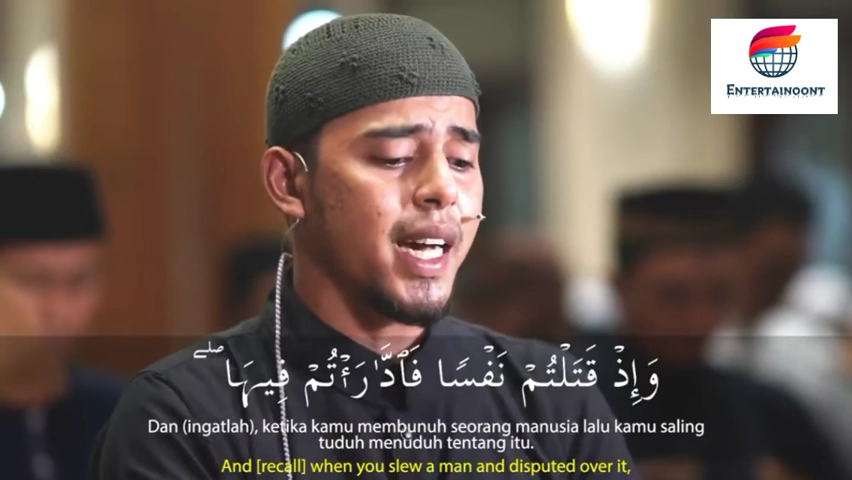 ENTERTAINOONT
وَإِذْ قَتَلْتُمْ نَفْسًا فَٱدَّٰرَْٰٔتُمْ فِيهَا ۖ
Dan (ingatlah), ketika kamu membunuh seorang manusia lalu kamu saling
tuduh menuduh tentang itu.
And [recall] when you slew a man and disputed over it,